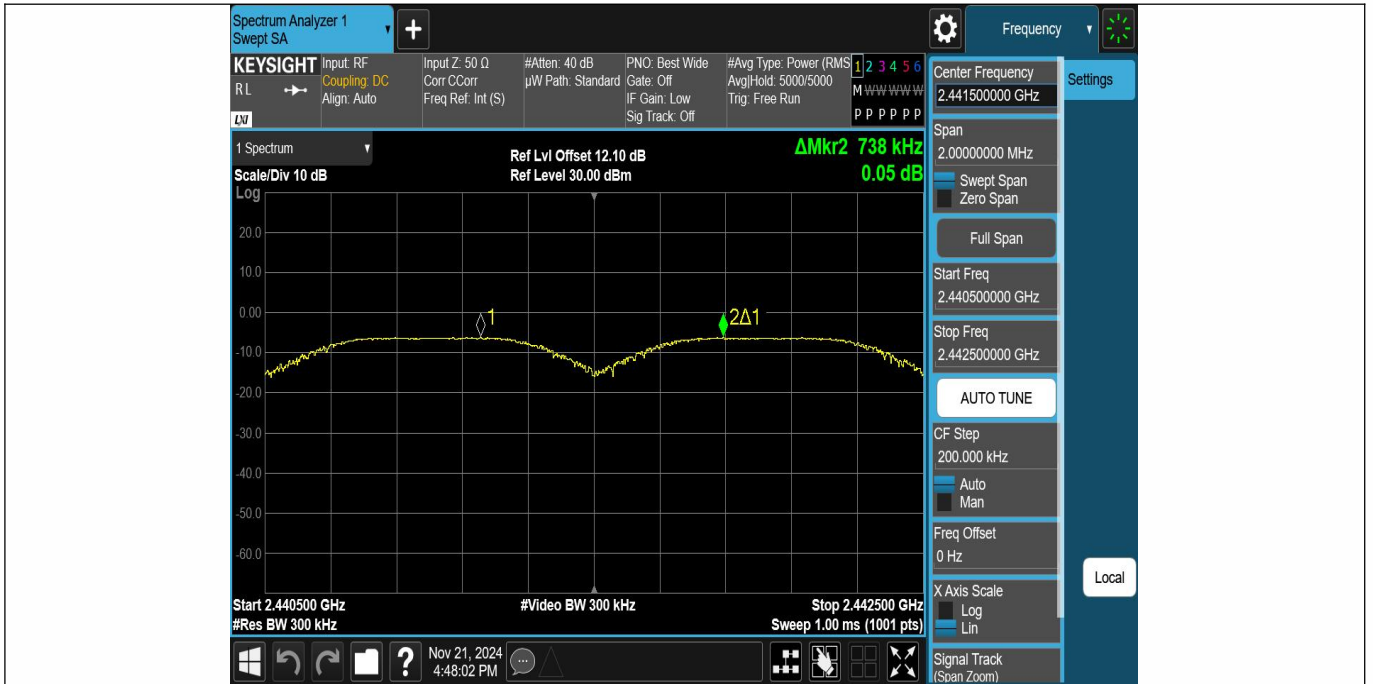 Spectrum Analyzer 1
Swept SA
+
Frequency
KEYSIGHT
RL
LXI
Input: RF
Coupling: DC
Align: Auto
Input Z: 50 Ω
Corr CCorr
Freq Ref: Int (S)
#Atten: 40 dB
µW Path: Standard
PNO: Best Wide
Gate: Off
IF Gain: Low
Sig Track: Off
#Avg Type: Power (RMS
Avg|Hold: 5000/5000
Trig: Free Run
1 2 3 4 5 6
M W W W W W
P P P P P P
1 Spectrum
Scale/Div 10 dB
Log
Ref Lvl Offset 12.10 dB
Ref Level 30.00 dBm
ΔMkr2 738 kHz
0.05 dB
20.0
10.0
0.00
-10.0
-20.0
-30.0
-40.0
-50.0
-60.0
1
2Δ1
Start 2.440500 GHz
#Res BW 300 kHz
#Video BW 300 kHz
Stop 2.442500 GHz
Sweep 1.00 ms (1001 pts)
?
Nov 21, 2024
4:48:02 PM
Center Frequency
2.441500000 GHz
Settings
Span
2.00000000 MHz
Swept Span
Zero Span
Full Span
Start Freq
2.440500000 GHz
Stop Freq
2.442500000 GHz
AUTO TUNE
CF Step
200.000 kHz
Auto
Man
Freq Offset
0 Hz
Local
X Axis Scale
Log
Lin
Signal Track
(Span Zoom)